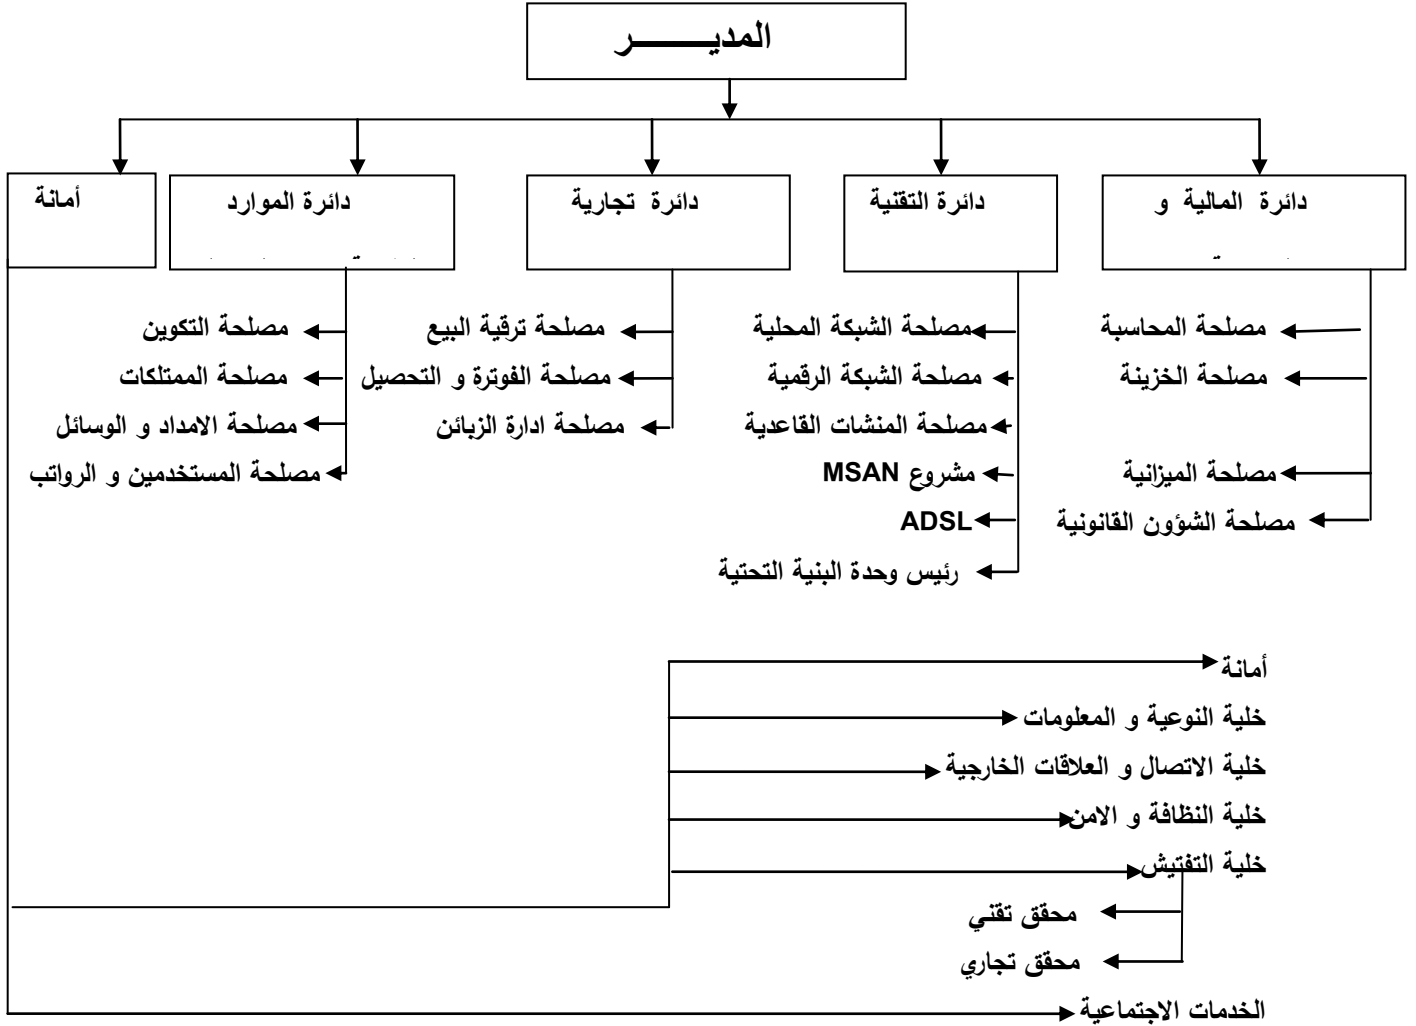 المديـــــــــر
دائرة المالية و
دائرة التقنية
دائرة تجارية
دائرة الموارد
أمانة
مصلحة المحاسبة
مصلحة الخزينة
مصلحة الميزانية
مصلحة الشؤون القانونية
مصلحة الشبكة المحلية
مصلحة الشبكة الرقمية
مصلحة المنشات القاعدية
مشروع MSAN
ADSL
رئيس وحدة البنية التحتية
مصلحة ترقية البيع
مصلحة الفوترة و التحصيل
مصلحة ادارة الزبائن
مصلحة التكوين
مصلحة الممتلكات
مصلحة الامداد و الوسائل
مصلحة المستخدمين و الرواتب
أمانة
خلية النوعية و المعلومات
خلية الاتصال و العلاقات الخارجية
خلية النظافة و الامن
خلية التفتيش
محقق تقني
محقق تجاري
الخدمات الاجتماعية